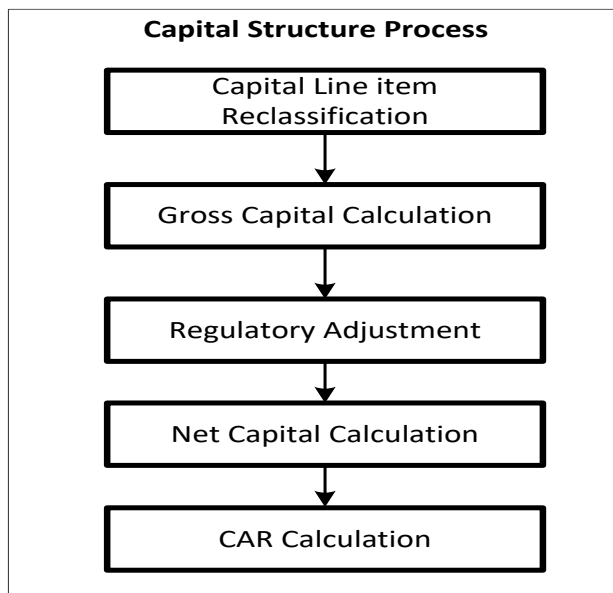 Capital Structure Process
Capital Line item
Reclassification
Gross Capital Calculation
Regulatory Adjustment
Net Capital Calculation
CAR Calculation